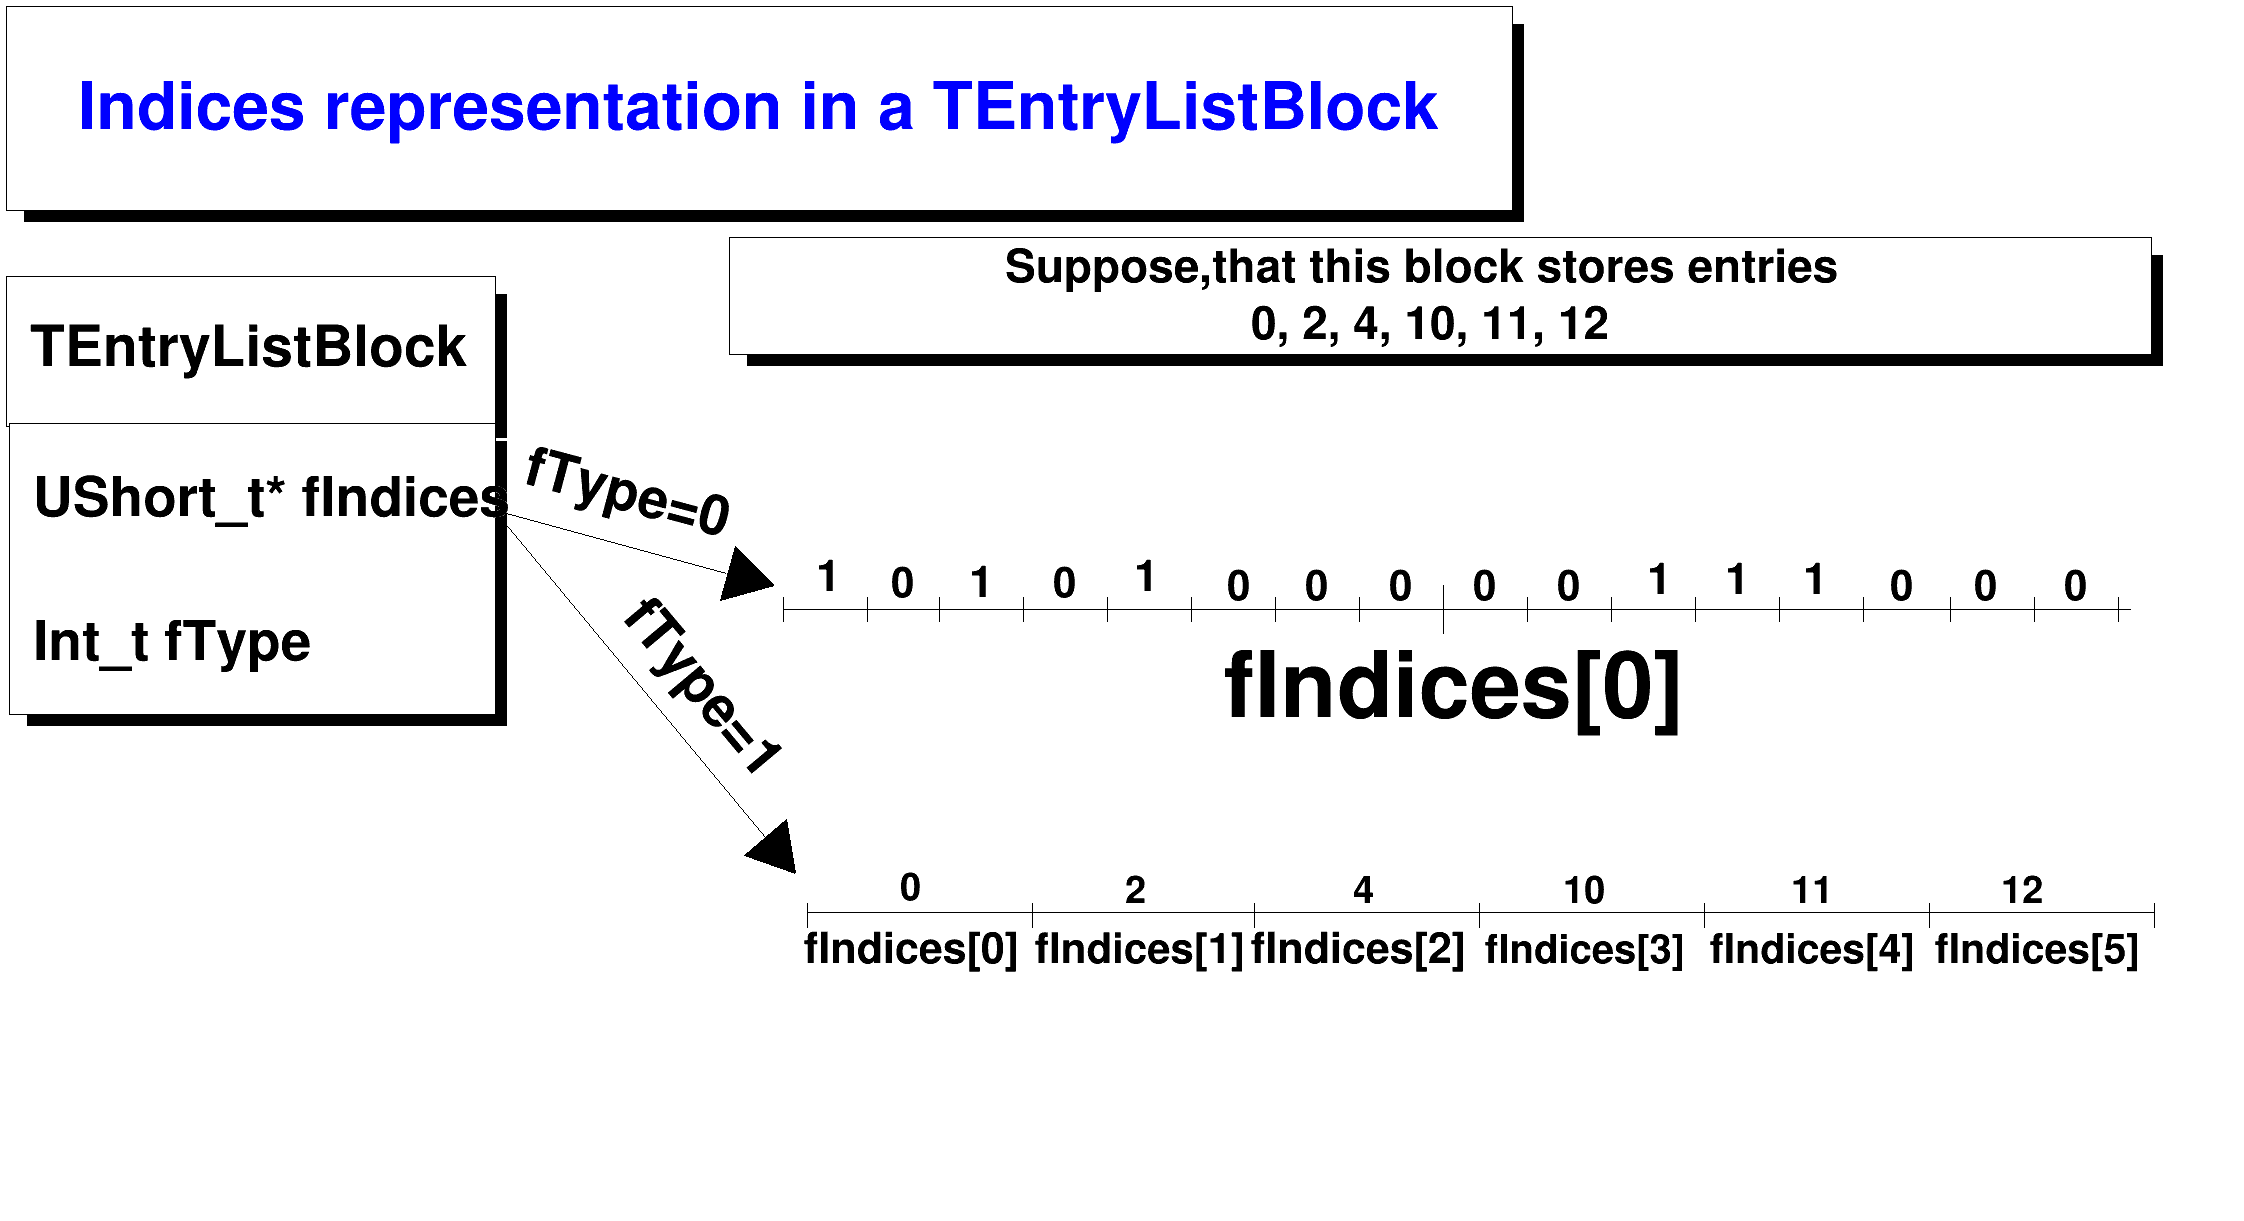 Indices representation in a TEntryListBlock
Suppose,that this block stores entries
0, 2, 4, 10, 11, 12
TEntryListBlock
UShort_t* fIndices
Int_t fType
fType=0
1 0 1 0 1 0 0 0 0 0 1 1 1 0 0 0
fIndices[0]
fType=1
0 2 4 10 11 12
fIndices[0] fIndices[1] fIndices[2] fIndices[3] fIndices[4] fIndices[5]